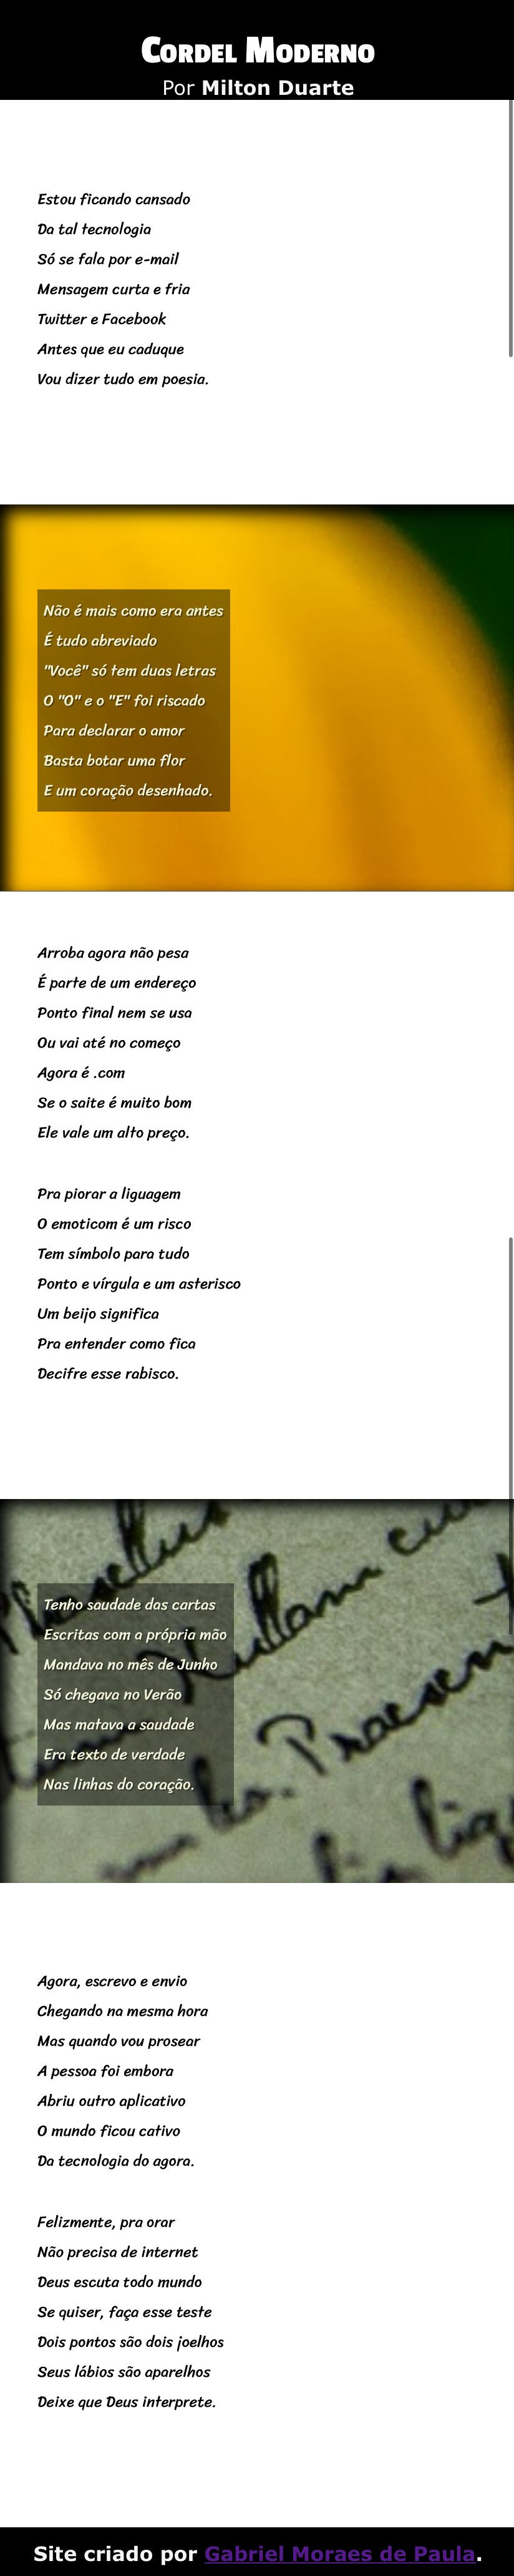 Cordel Moderno
Por Milton Duarte
Estou ficando cansado
Da tal tecnologia
Só se fala por e-mail
Mensagem curta e fria
Twitter e Facebook
Antes que eu caduque
Vou dizer tudo em poesia.
Não é mais como era antes
É tudo abreviado
"Você" só tem duas letras
O "O" e o "E" foi riscado
Para declarar o amor
Basta botar uma flor
E um coração desenhado.
Arroba agora não pesa
É parte de um endereço
Ponto final nem se usa
Ou vai até no começo
Agora é .com
Se o saite é muito bom
Ele vale um alto preço.
Pra piorar a liguagem
O emoticom é um risco
Tem símbolo para tudo
Ponto e vírgula e um asterisco
Um beijo significa
Pra entender como fica
Decifre esse rabisco.
Tenho saudade das cartas
Escritas com a própria mão
Mandava no mês de Junho
Só chegava no Verão
Mas matava a saudade
Era texto de verdade
Nas linhas do coração.
Agora, escrevo e envio
Chegando na mesma hora
Mas quando vou prosear
A pessoa foi embora
Abriu outro aplicativo
O mundo ficou cativo
Da tecnologia do agora.
Felizmente, pra orar
Não precisa de internet
Deus escuta todo mundo
Se quiser, faça esse teste
Dois pontos são dois joelhos
Seus lábios são aparelhos
Deixe que Deus interprete.
Site criado por Gabriel Moraes de Paula.